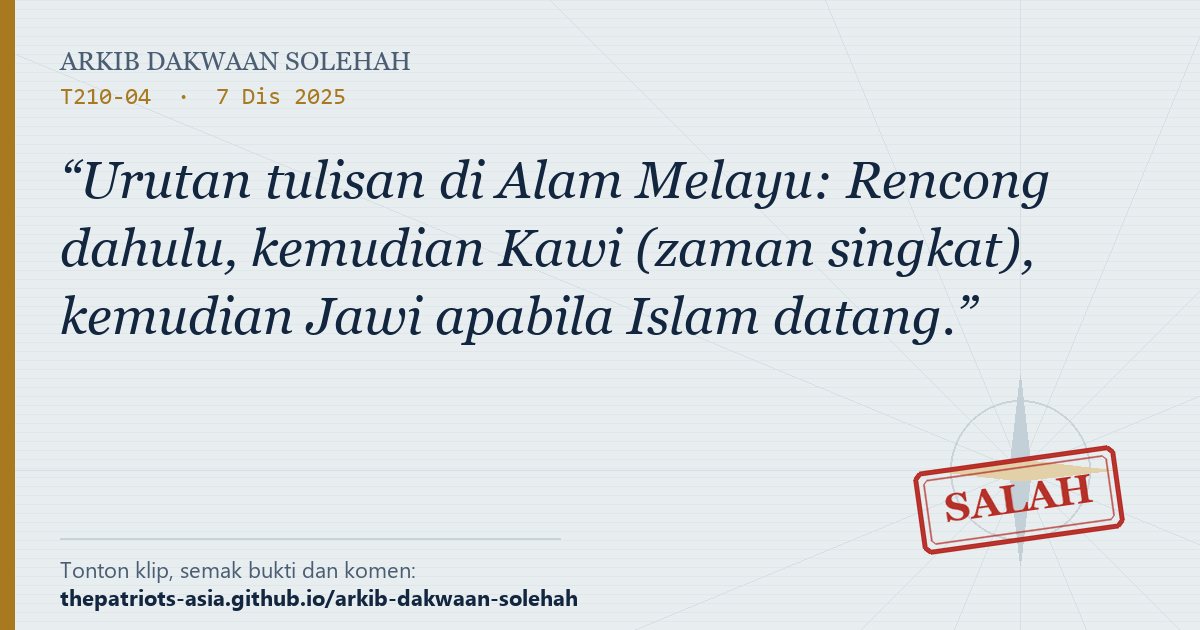 ARKIB DAKWAAN SOLEHAH
T210-04 · 7 Dis 2025
“Urutan tulisan di Alam Melayu: Rencong
dahulu, kemudian Kawi (zaman singkat),
kemudian Jawi apabila Islam datang.”
SALAH
Tonton klip, semak bukti dan komen:
thepatriots-asia.github.io/arkib-dakwaan-solehah